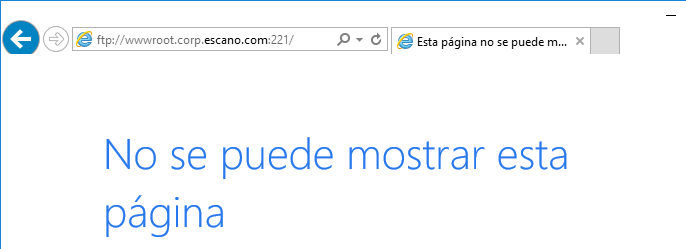 ftp://wwwroot.corp.escano.com:221/
Esta página no se puede m...
No se puede mostrar esta
página